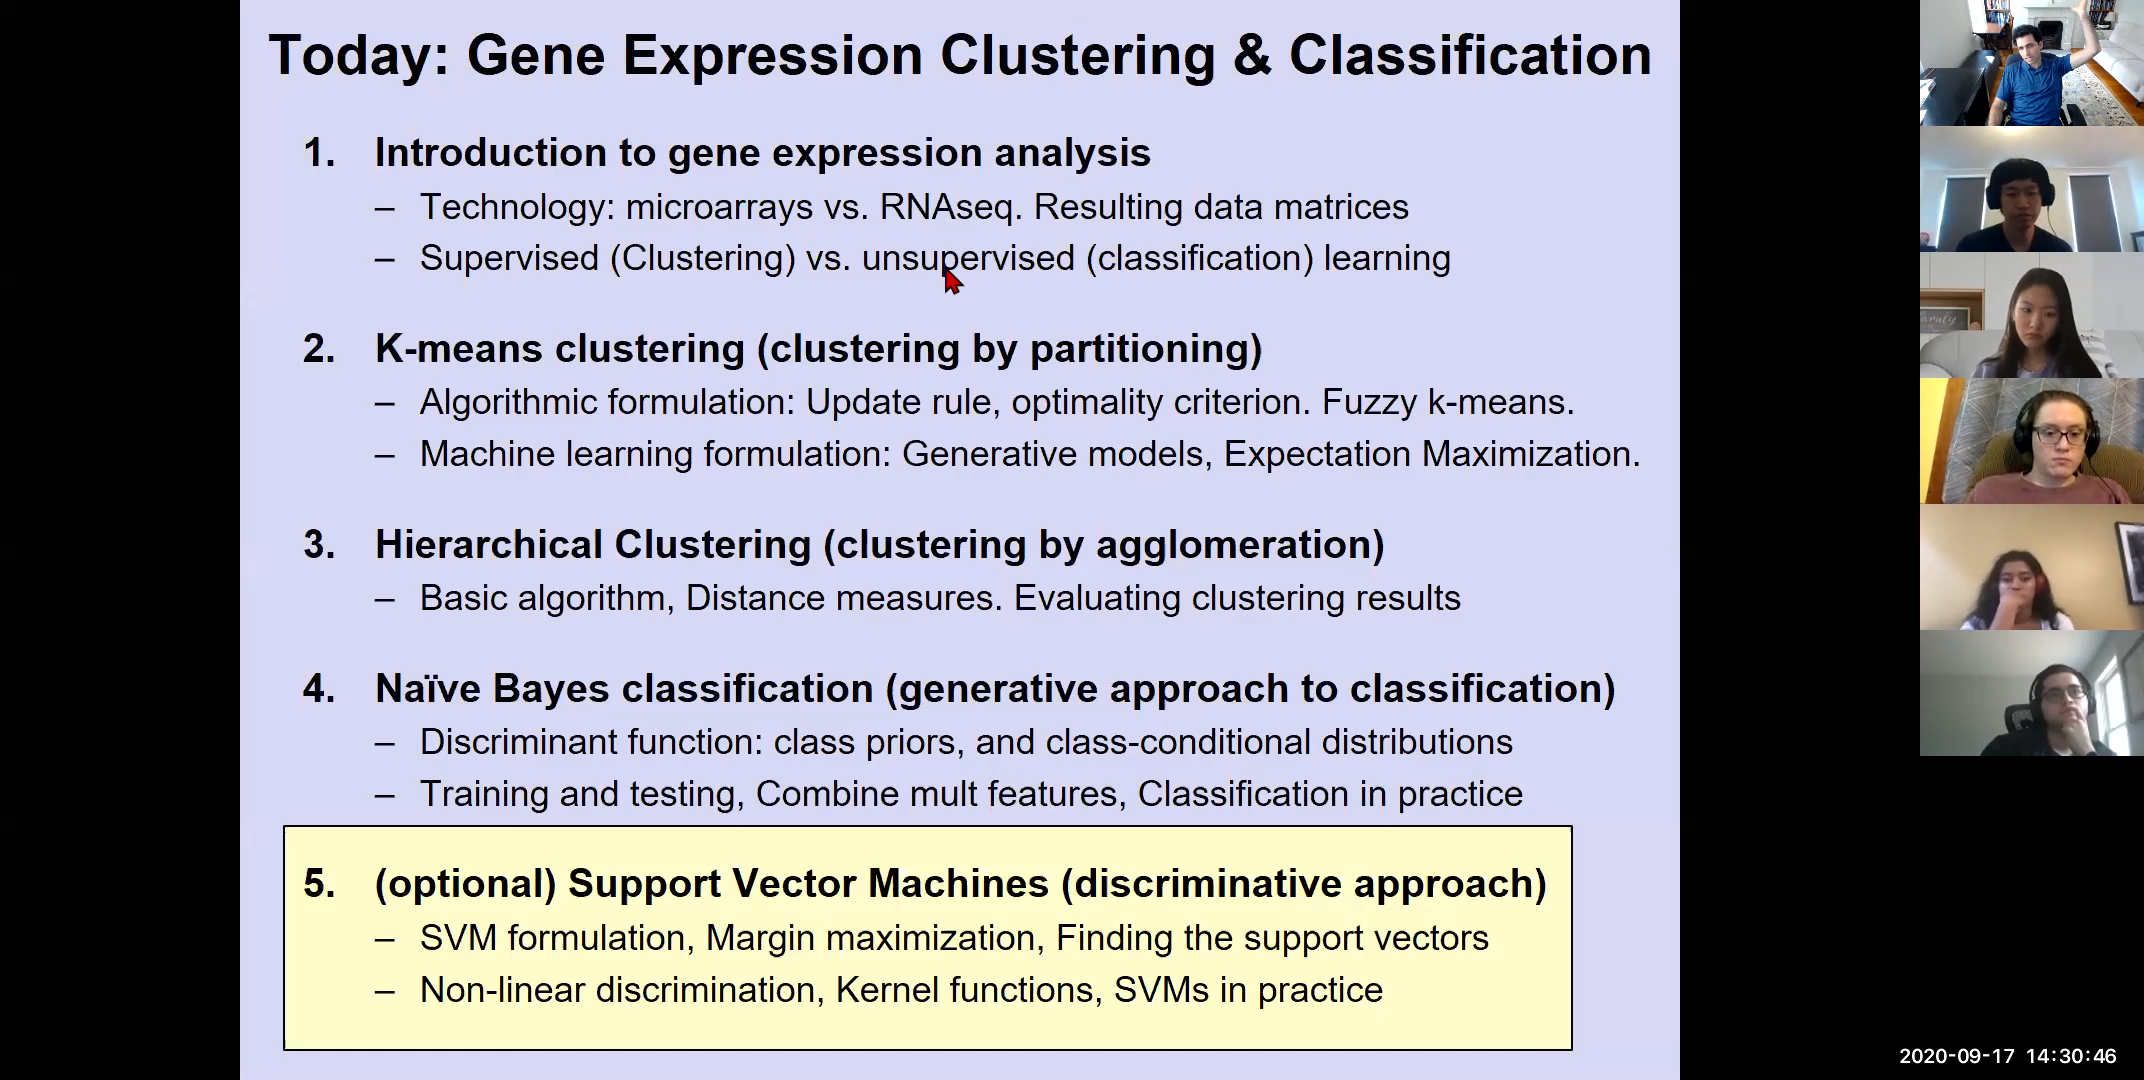 Today: Gene Expression Clustering & Classification
1. Introduction to gene expression analysis
– Technology: microarrays vs. RNAseq. Resulting data matrices
– Supervised (Clustering) vs. unsupervised (classification) learning
2. K-means clustering (clustering by partitioning)
– Algorithmic formulation: Update rule, optimality criterion. Fuzzy k-means.
– Machine learning formulation: Generative models, Expectation Maximization.
3. Hierarchical Clustering (clustering by agglomeration)
– Basic algorithm, Distance measures. Evaluating clustering results
4. Naïve Bayes classification (generative approach to classification)
– Discriminant function: class priors, and class-conditional distributions
– Training and testing, Combine mult features, Classification in practice
5. (optional) Support Vector Machines (discriminative approach)
– SVM formulation, Margin maximization, Finding the support vectors
– Non-linear discrimination, Kernel functions, SVMs in practice
family
2020-09-17 14:30:46